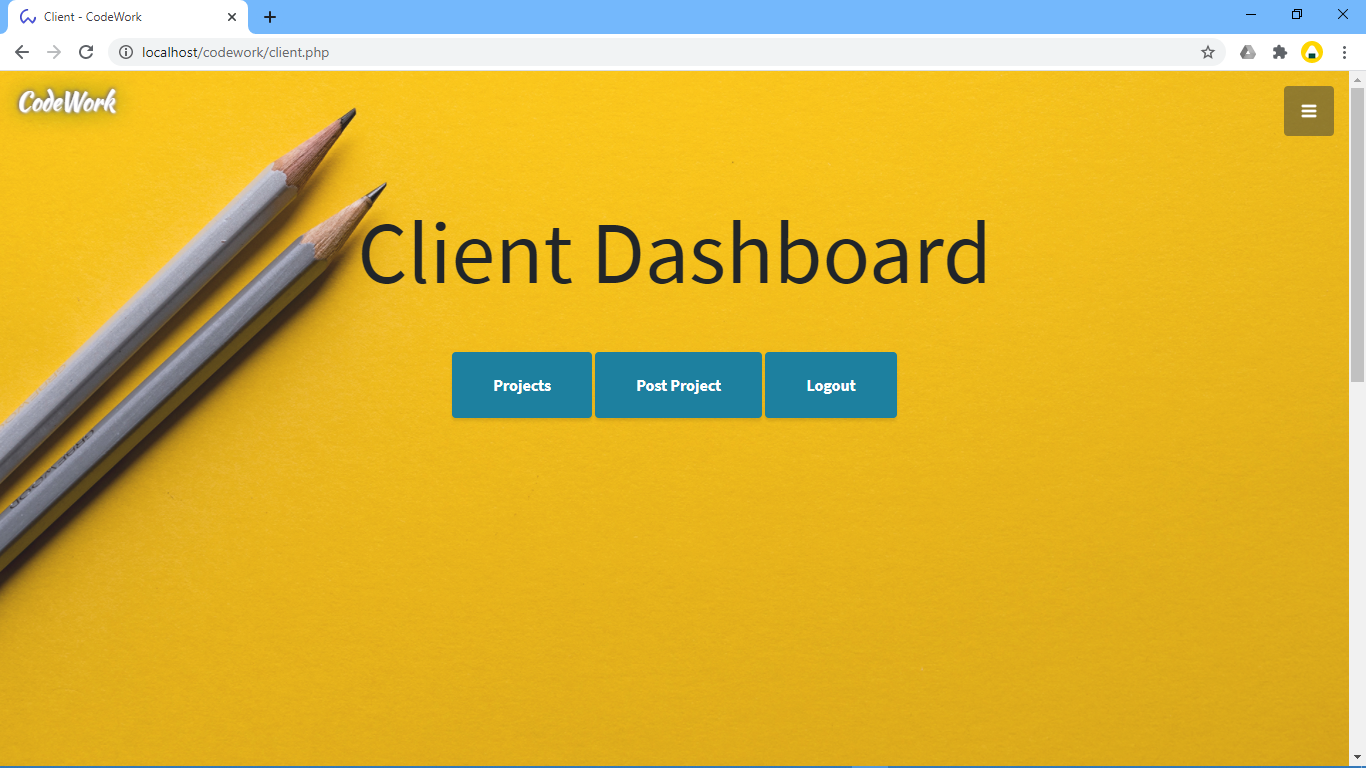 Client - CodeWork
localhost/codework/client.php
CodeWork
Client Dashboard
Projects
Post Project
Logout